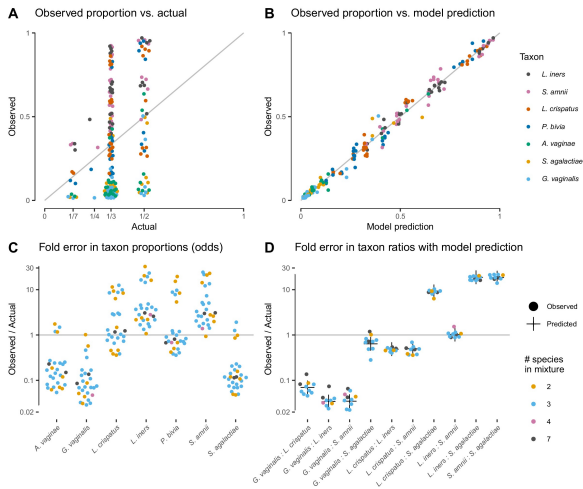 A Observed proportion vs. actual
1
0.5
0
Observed
0 1/7 1/4 1/3 1/2 1
Actual
B Observed proportion vs. model prediction
1
0.5
0
Observed
0 0.5 1
Model prediction
Taxon
L. iners
S. amnii
L. crispatus
P. bivia
A. vaginae
S. agalactiae
G. vaginalis
C Fold error in taxon proportions (odds)
30
10
1
0.1
0.02
Observed / Actual
A. vaginae
G. vaginalis
L. crispatus
L. iners
P. bivia
S. amnii
S. agalactiae
D Fold error in taxon ratios with model prediction
30
10
1
0.1
0.02
Observed / Actual
G. vaginalis : L. crispatus
G. vaginalis : L. iners
G. vaginalis : S. amnii
G. vaginalis : S. agalactiae
L. crispatus : L. iners
L. crispatus : S. amnii
L. crispatus : S. agalactiae
L. iners : S. amnii
L. iners : S. agalactiae
S. amnii : S. agalactiae
Observed
Predicted
# species
in mixture
2
3
4
7